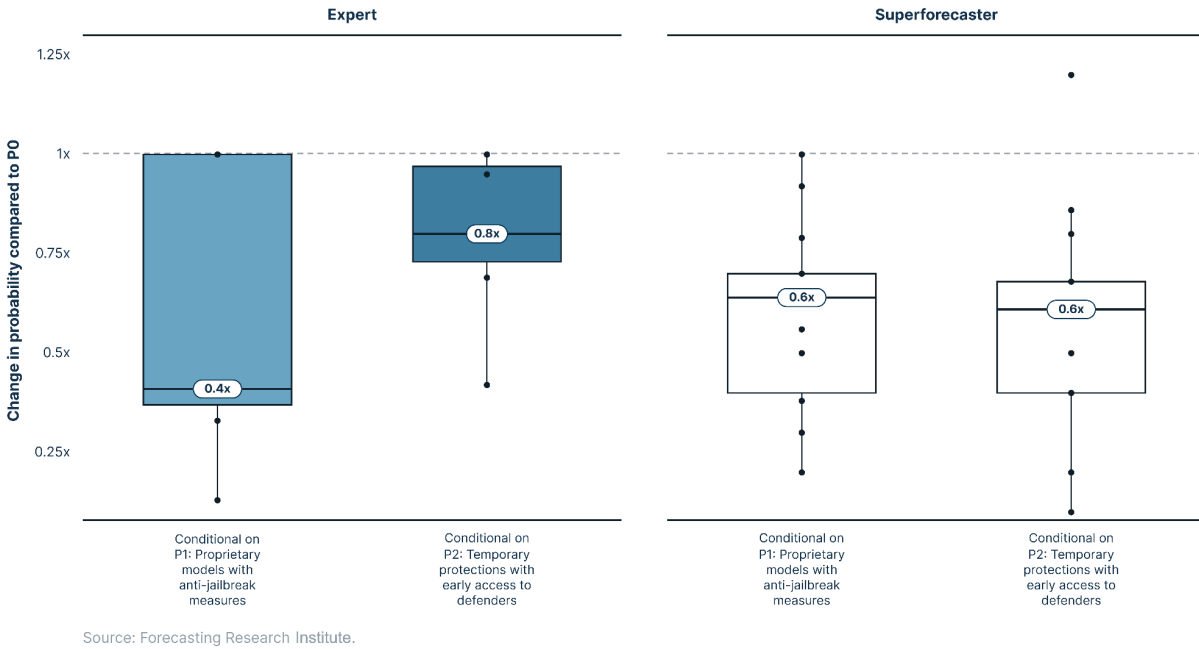 Expert
Superforecaster
Change in probability compared to P0
1.25x
1x
0.75x
0.5x
0.25x
0.4x
0.8x
0.6x
0.6x
Conditional on
P1: Proprietary
models with
anti-jailbreak
measures
Conditional on
P2: Temporary
protections with
early access to
defenders
Conditional on
P1: Proprietary
models with
anti-jailbreak
measures
Conditional on
P2: Temporary
protections with
early access to
defenders
Source: Forecasting Research Institute.